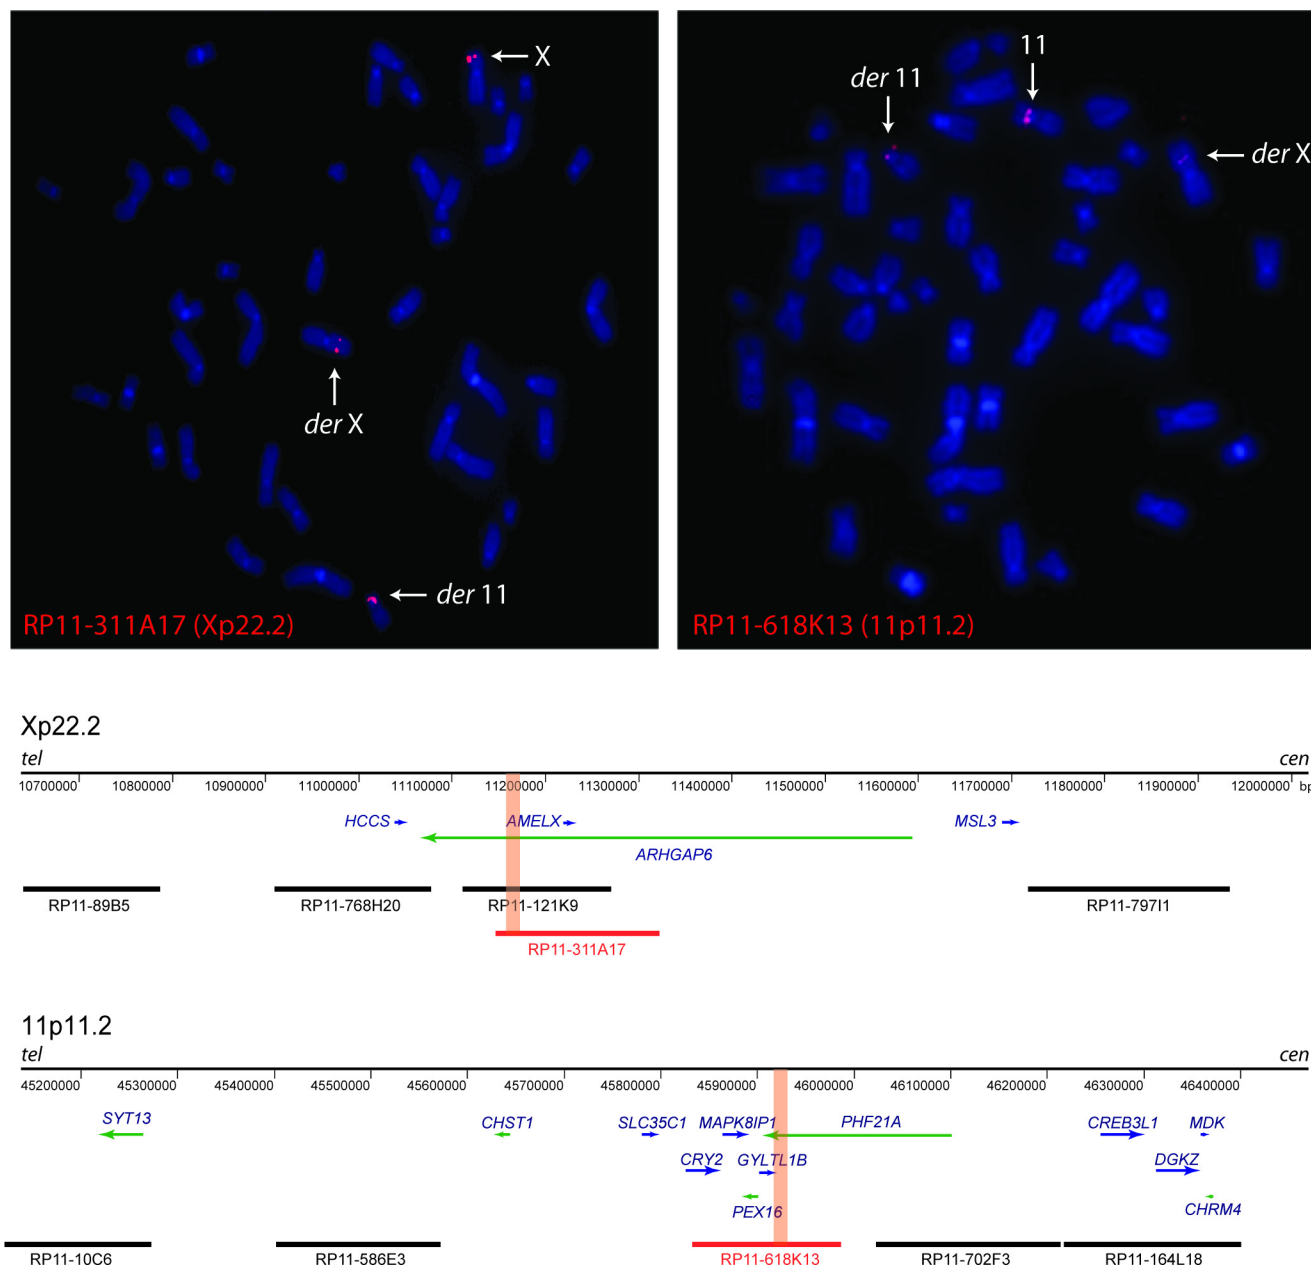 X
der X
der 11
RP11-311A17 (Xp22.2)
11
der 11
der X
RP11-618K13 (11p11.2)
Xp22.2
tel cen
10700000 10800000 10900000 11000000 11100000 11200000 11300000 11400000 11500000 11600000 11700000 11800000 11900000 12000000 bp
HCCS AMELX MSL3
ARHGAP6
RP11-89B5 RP11-768H20 RP11-121K9 RP11-797I1
RP11-311A17
11p11.2
tel cen
45200000 45300000 45400000 45500000 45600000 45700000 45800000 45900000 46000000 46100000 46200000 46300000 46400000
SYT13 CHST1 SLC35C1 MAPK8IP1 PHF21A CREB3L1 MDK
CRY2 GYLTL1B DGKZ
PEX16 CHRM4
RP11-10C6 RP11-586E3 RP11-618K13 RP11-702F3 RP11-164L18